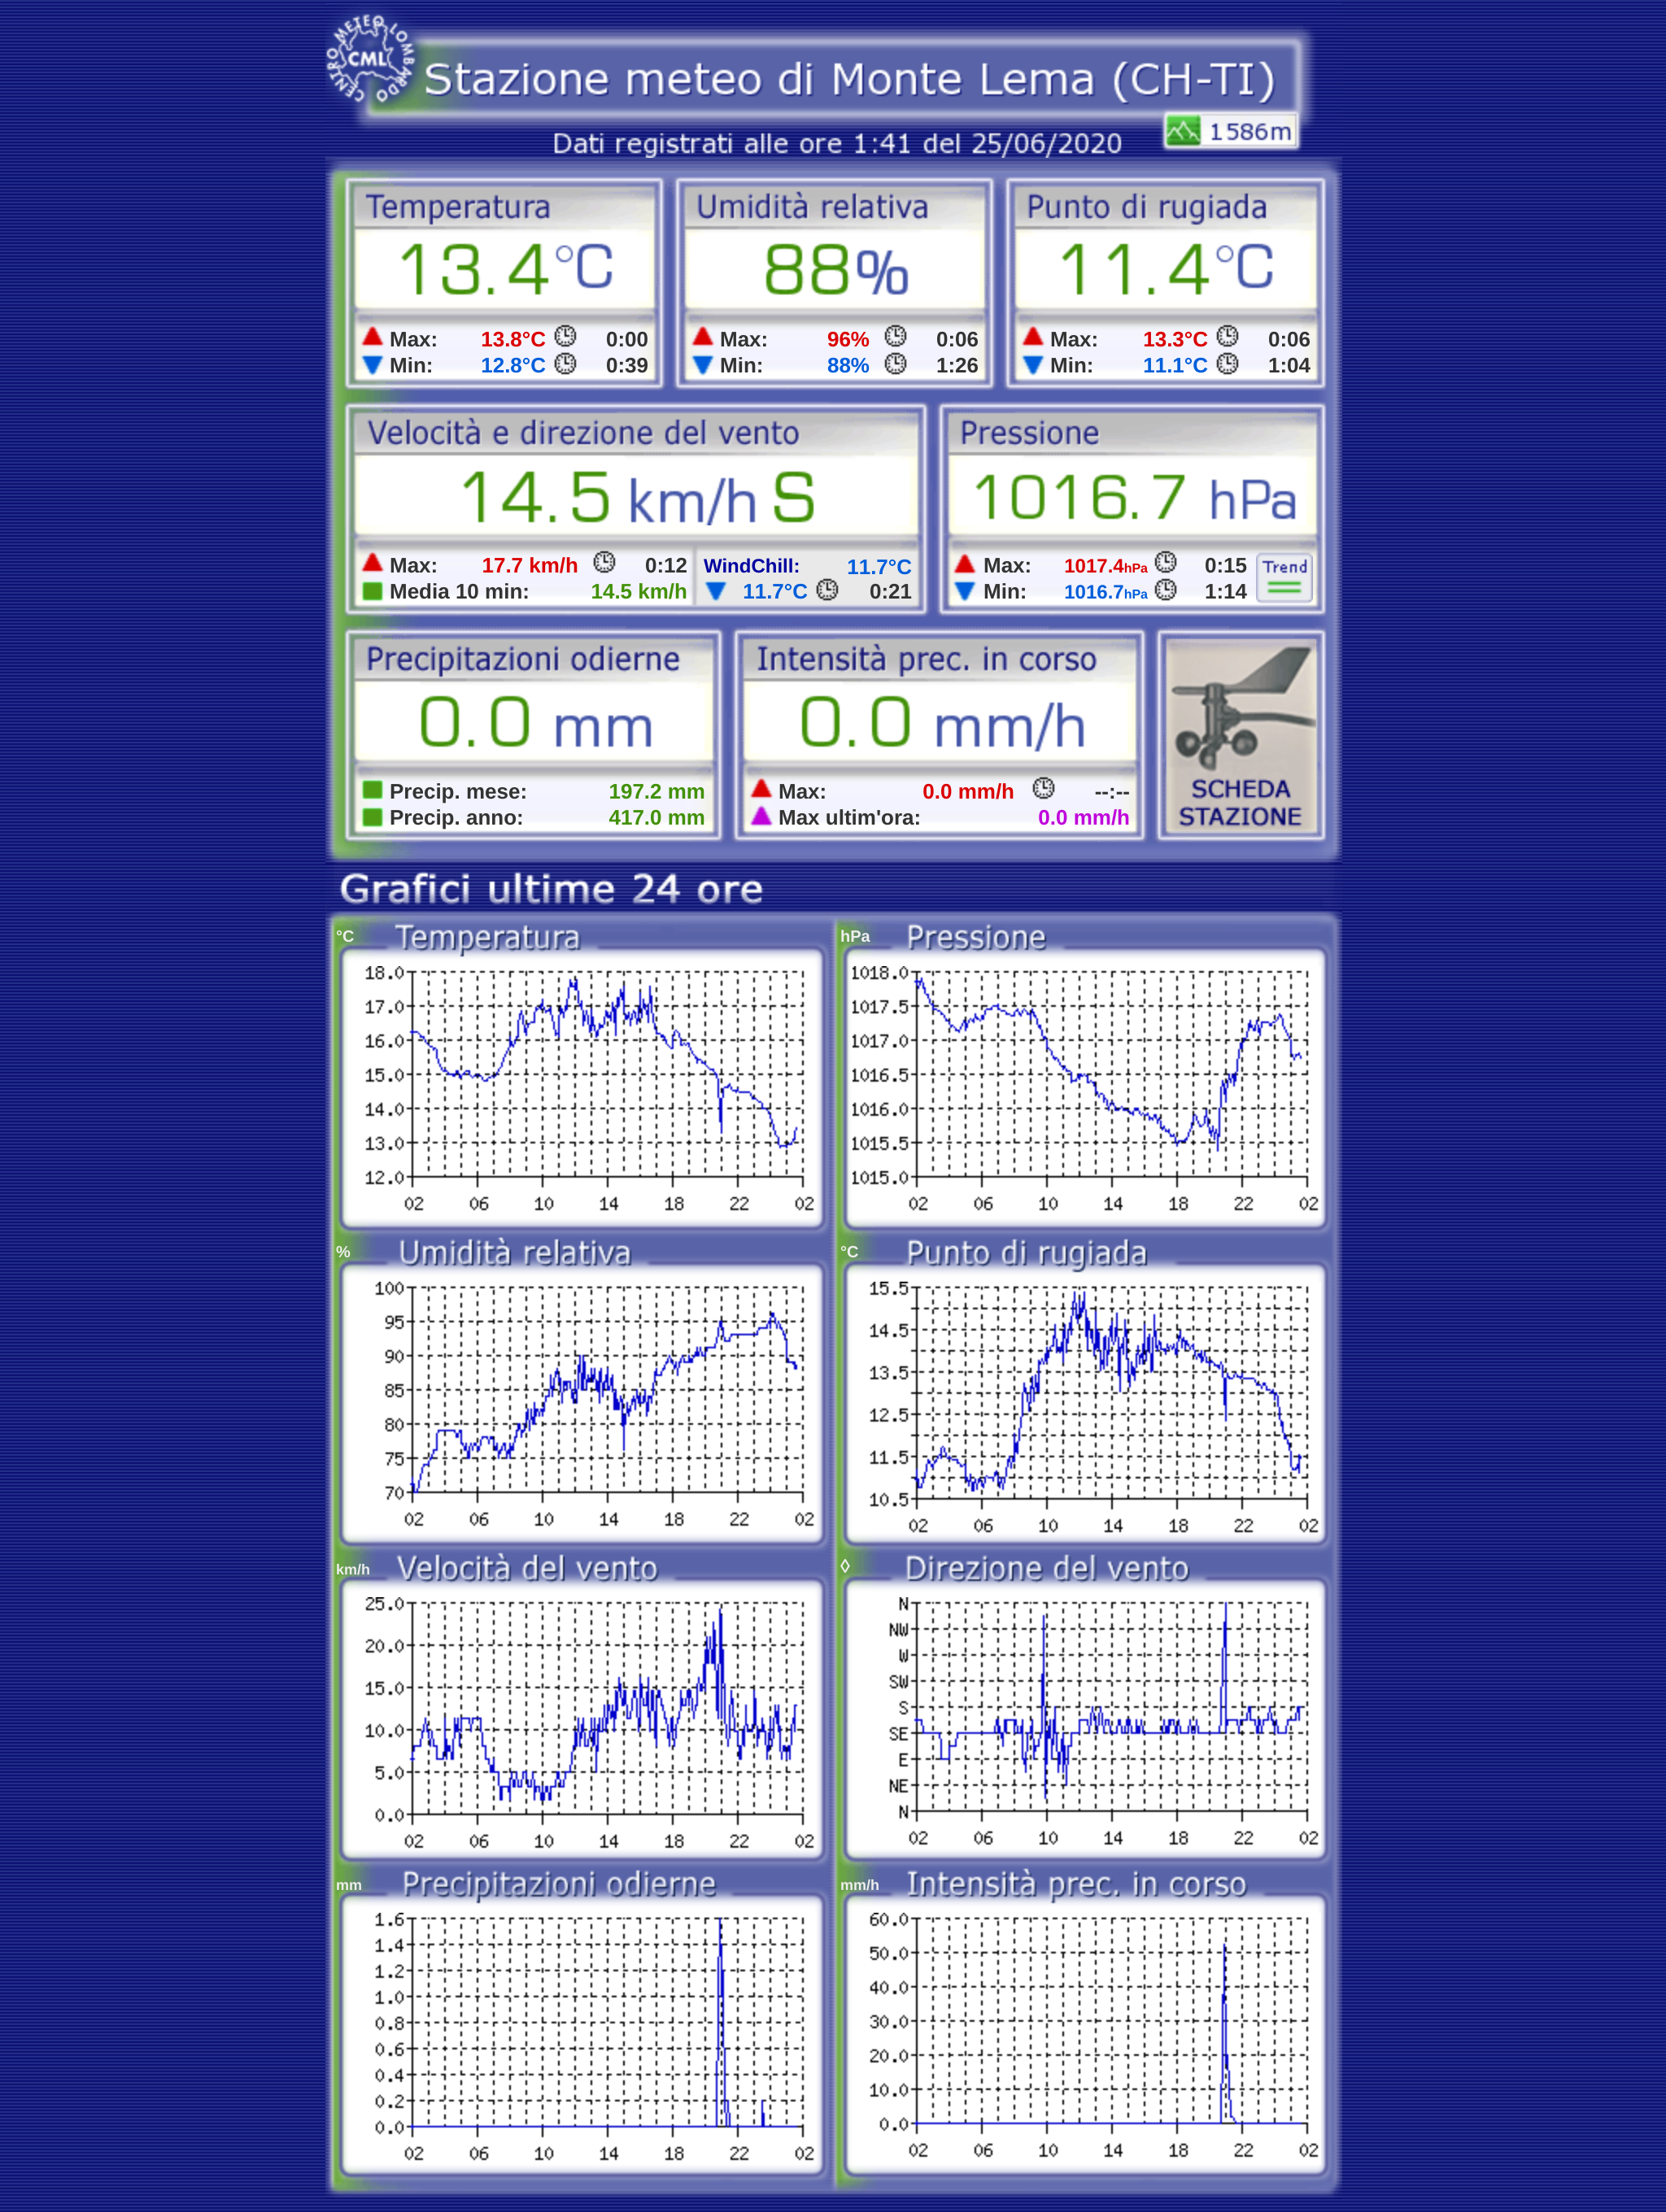 CENTRO METEO LOMBARDO
CML
Stazione meteo di Monte Lema (CH-TI)
Dati registrati alle ore 1:41 del 25/06/2020
1586m
Temperatura
13.4°C
Max: 13.8°C 0:00
Min: 12.8°C 0:39
Umidità relativa
88%
Max: 96% 0:06
Min: 88% 1:26
Punto di rugiada
11.4°C
Max: 13.3°C 0:06
Min: 11.1°C 1:04
Velocità e direzione del vento
14.5 km/h S
Max: 17.7 km/h 0:12
Media 10 min: 14.5 km/h
WindChill: 11.7°C
11.7°C 0:21
Pressione
1016.7 hPa
Max: 1017.4hPa 0:15
Min: 1016.7hPa 1:14
Trend
Precipitazioni odierne
0.0 mm
Precip. mese: 197.2 mm
Precip. anno: 417.0 mm
Intensità prec. in corso
0.0 mm/h
Max: 0.0 mm/h --:--
Max ultim'ora: 0.0 mm/h
SCHEDA
STAZIONE
Grafici ultime 24 ore
°C Temperatura
18.0
17.0
16.0
15.0
14.0
13.0
12.0
02 06 10 14 18 22 02
hPa Pressione
1018.0
1017.5
1017.0
1016.5
1016.0
1015.5
1015.0
02 06 10 14 18 22 02
% Umidità relativa
100
95
90
85
80
75
70
02 06 10 14 18 22 02
°C Punto di rugiada
15.5
14.5
13.5
12.5
11.5
10.5
02 06 10 14 18 22 02
km/h Velocità del vento
25.0
20.0
15.0
10.0
5.0
0.0
02 06 10 14 18 22 02
◊ Direzione del vento
N
NW
W
SW
S
SE
E
NE
N
02 06 10 14 18 22 02
mm Precipitazioni odierne
1.6
1.4
1.2
1.0
0.8
0.6
0.4
0.2
0.0
02 06 10 14 18 22 02
mm/h Intensità prec. in corso
60.0
50.0
40.0
30.0
20.0
10.0
0.0
02 06 10 14 18 22 02